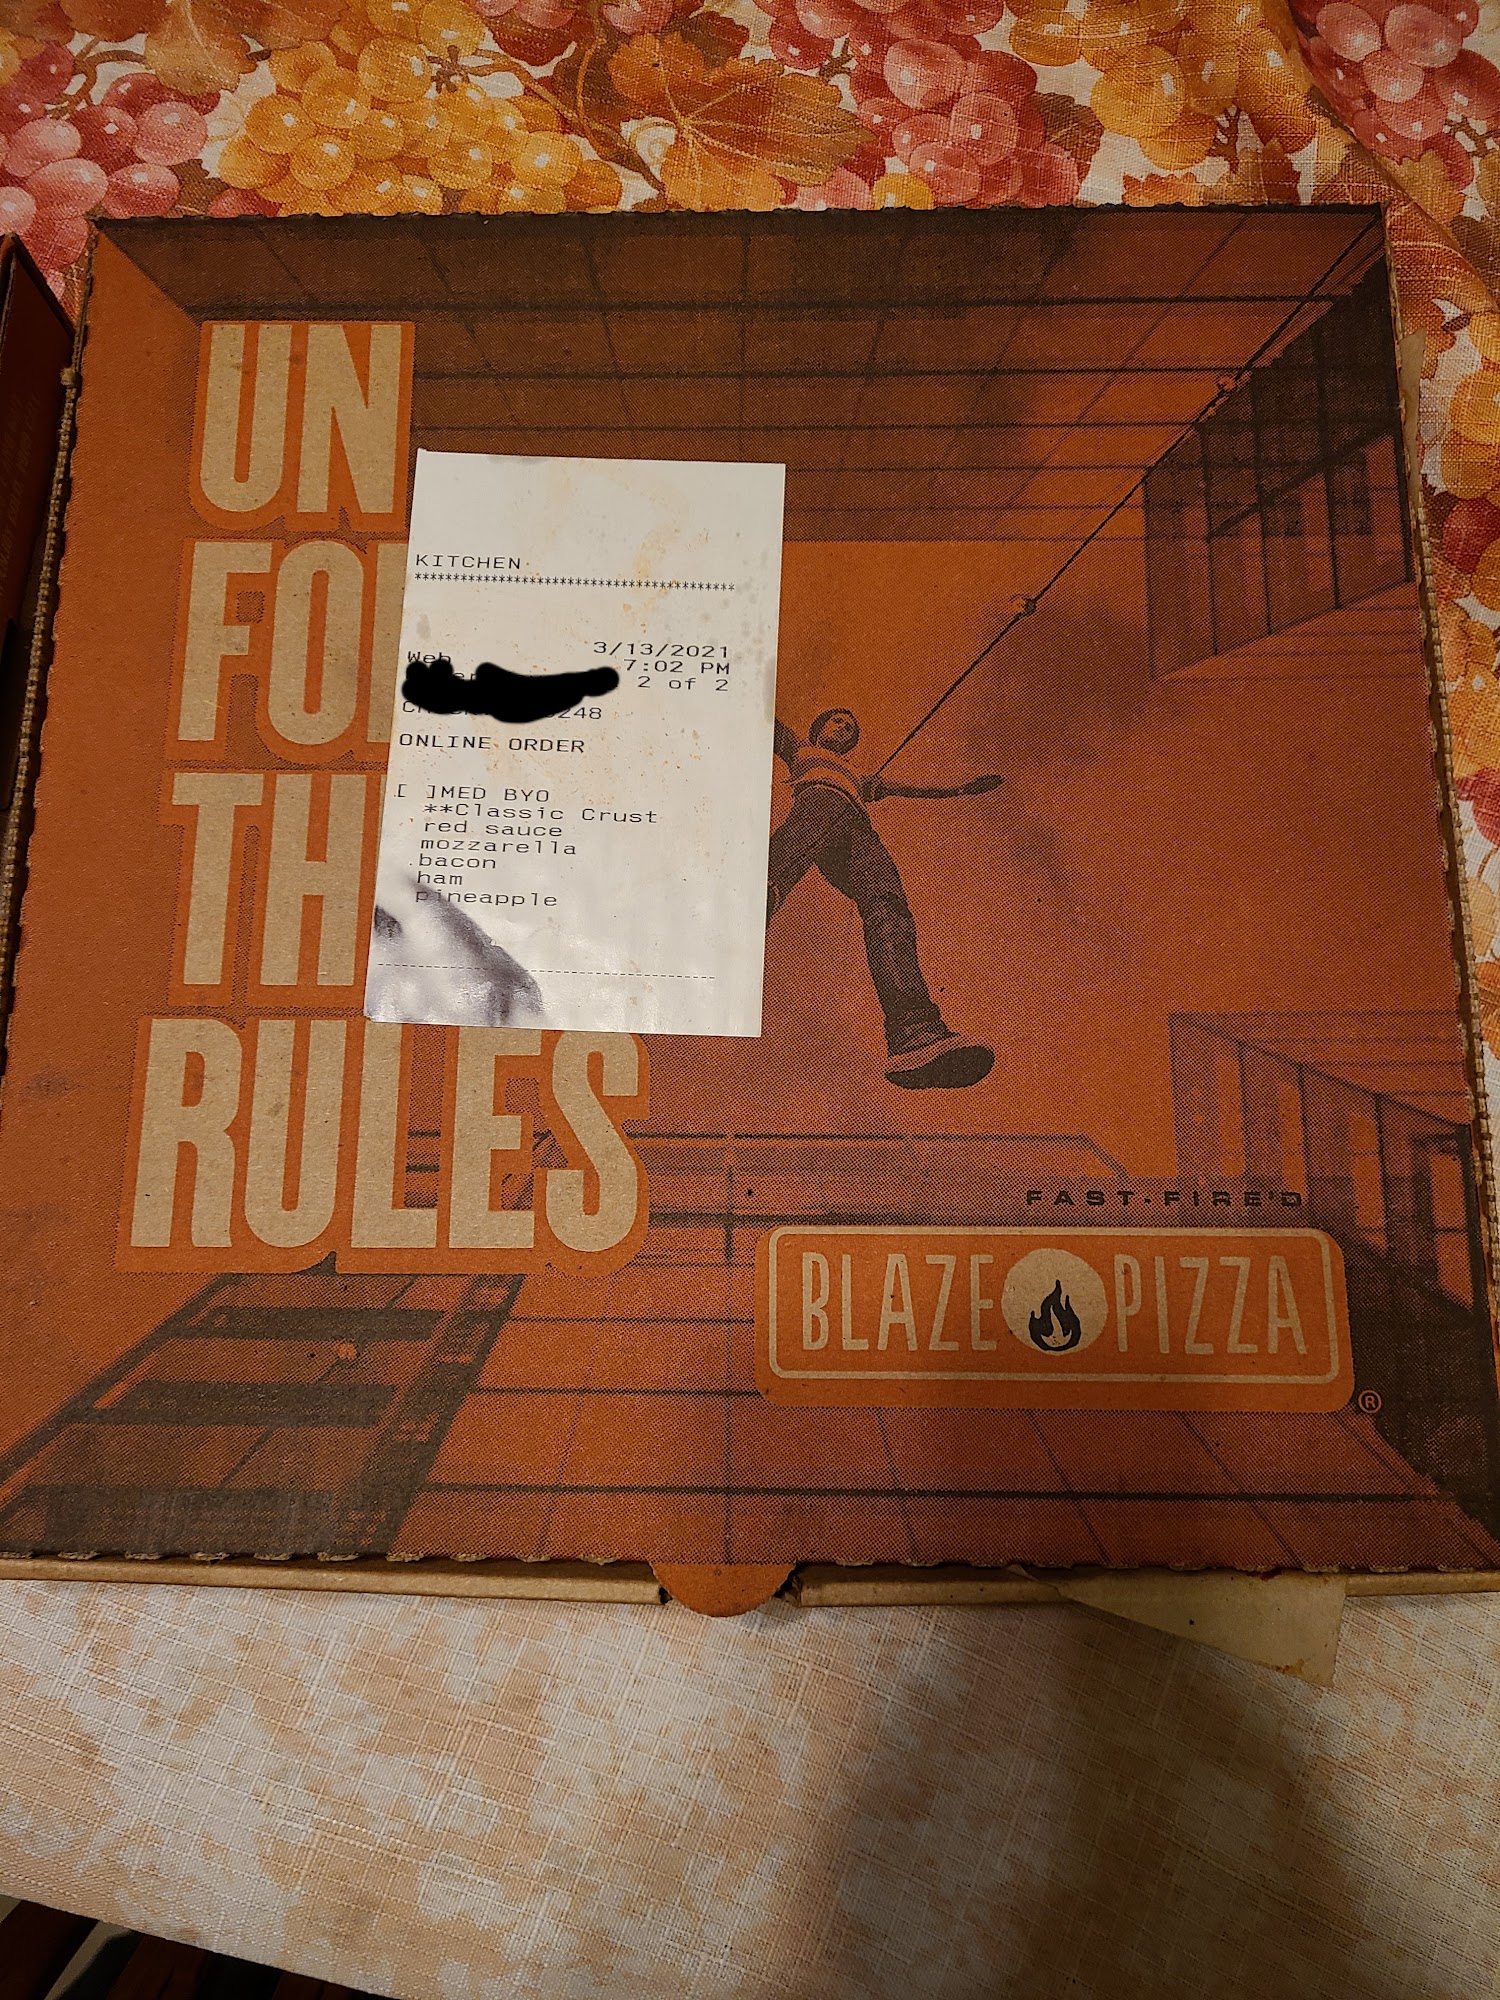 UN
FO
TH
RULES
KITCHEN
******************************************
3/13/2021
Web 7:02 PM
2 of 2
248
ONLINE ORDER
[ ]MED BYO
**Classic Crust
red sauce
mozzarella
bacon
ham
pineapple
FAST-FIRE'D
BLAZE PIZZA
®